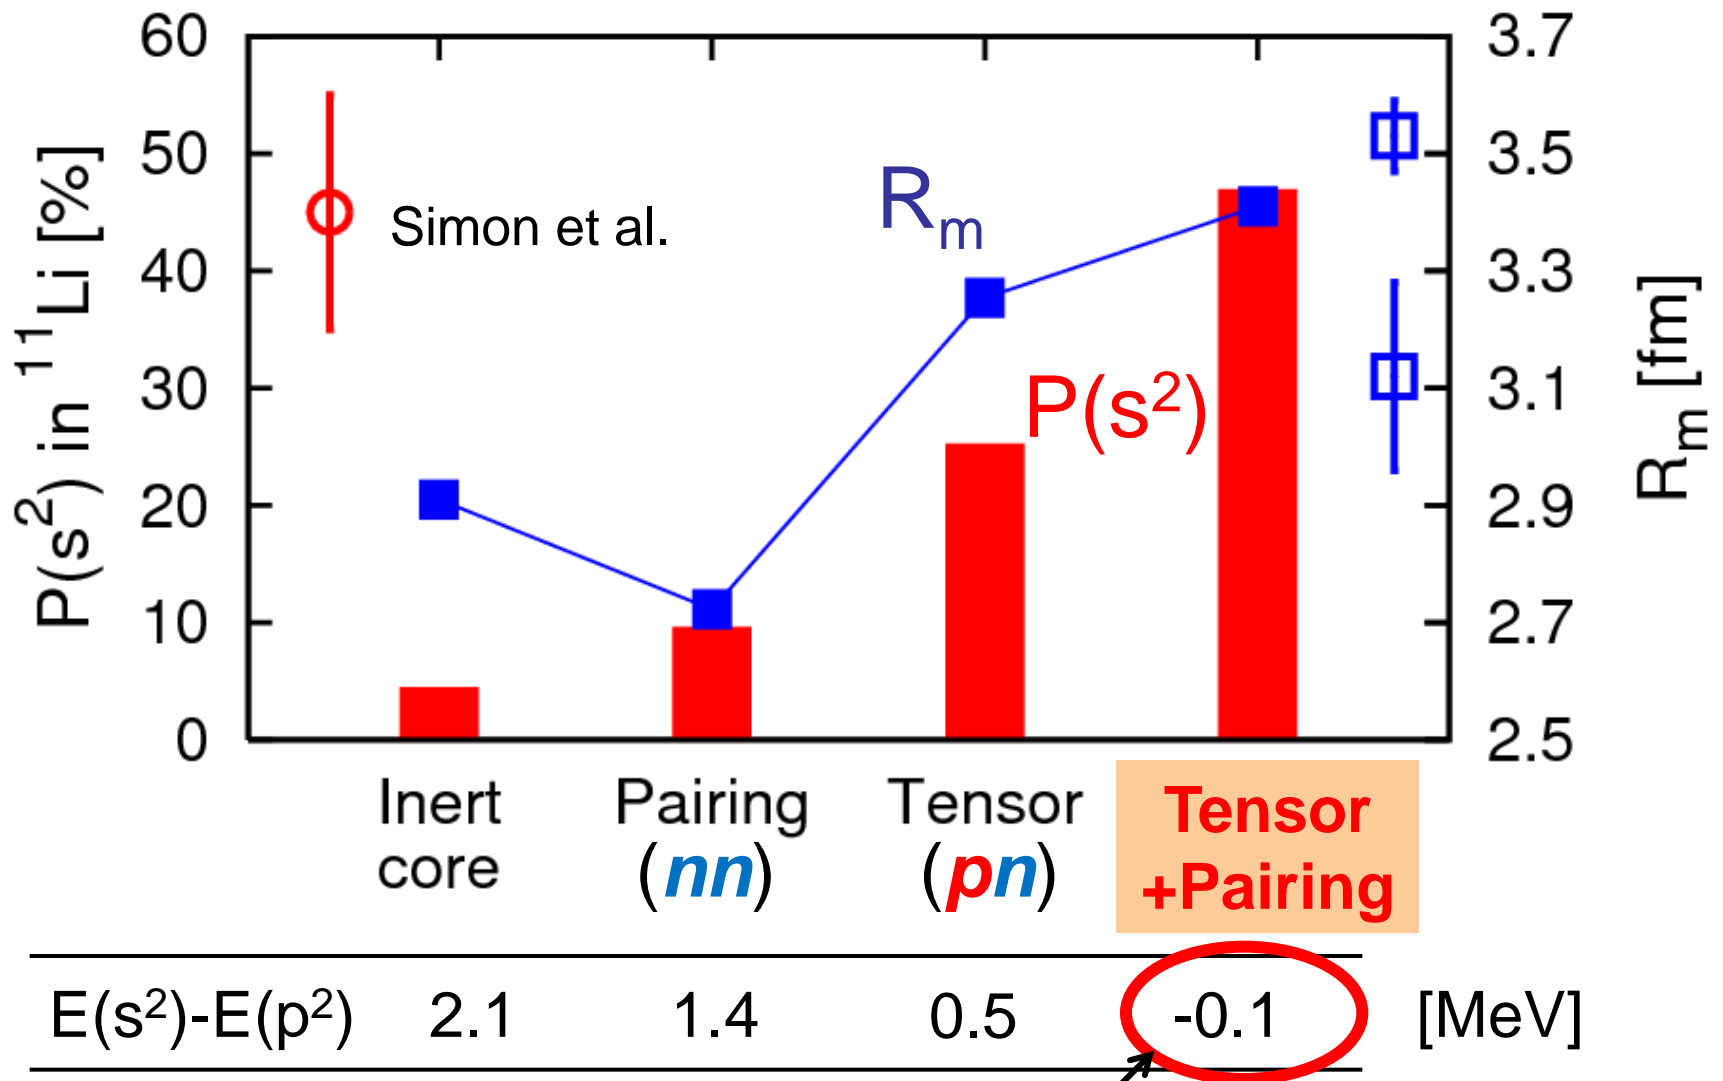 60
50
40
30
20
10
0
P(s²) in ¹¹Li [%]
3.7
3.5
3.3
3.1
2.9
2.7
2.5
Rₘ [fm]
Simon et al.
Rₘ
P(s²)
Inert
core
Pairing
(nn)
Tensor
(pn)
Tensor
+Pairing
E(s²)-E(p²) 2.1 1.4 0.5 -0.1 [MeV]